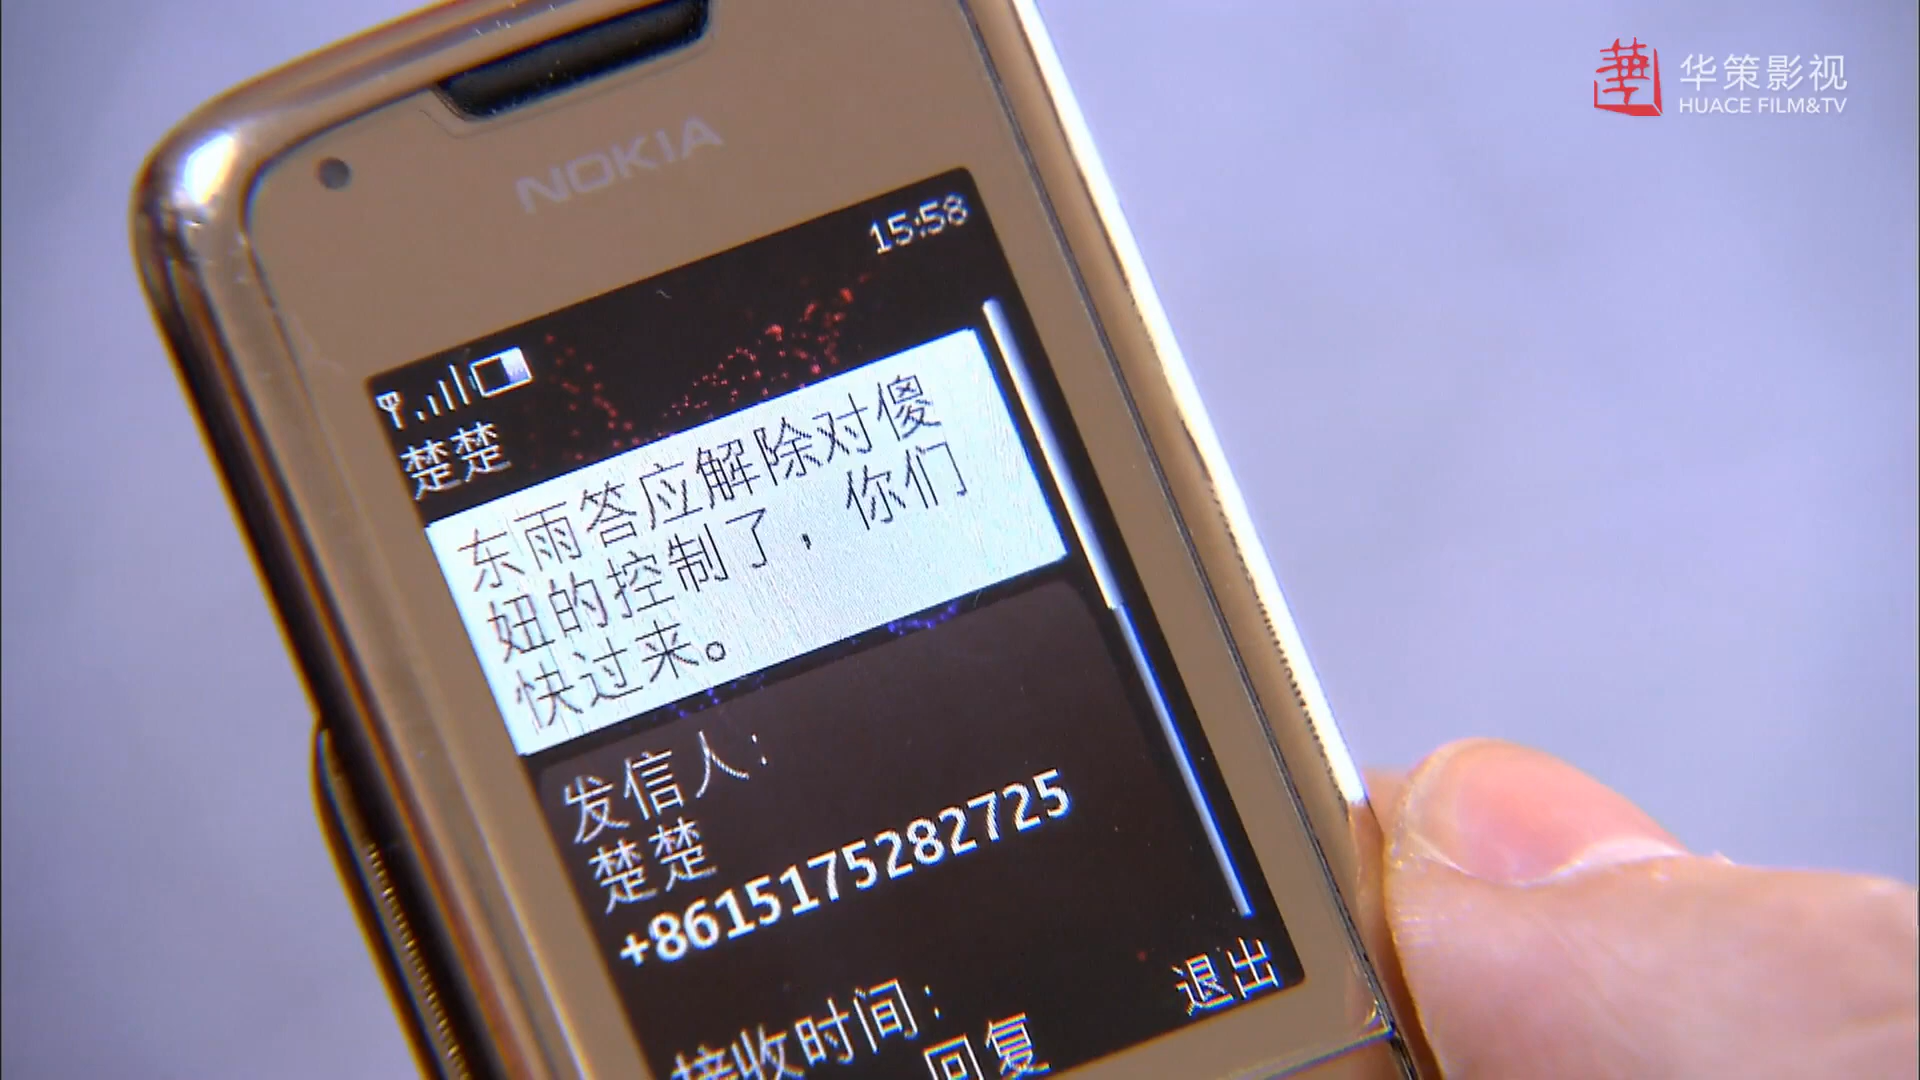 华策影视
HUACE FILM&TV
NOKIA
15:58
楚楚
东雨答应解除对傻
妞的控制了，你们
快过来。
发信人：
楚楚
+8615175282725
接收时间：
回复
退出